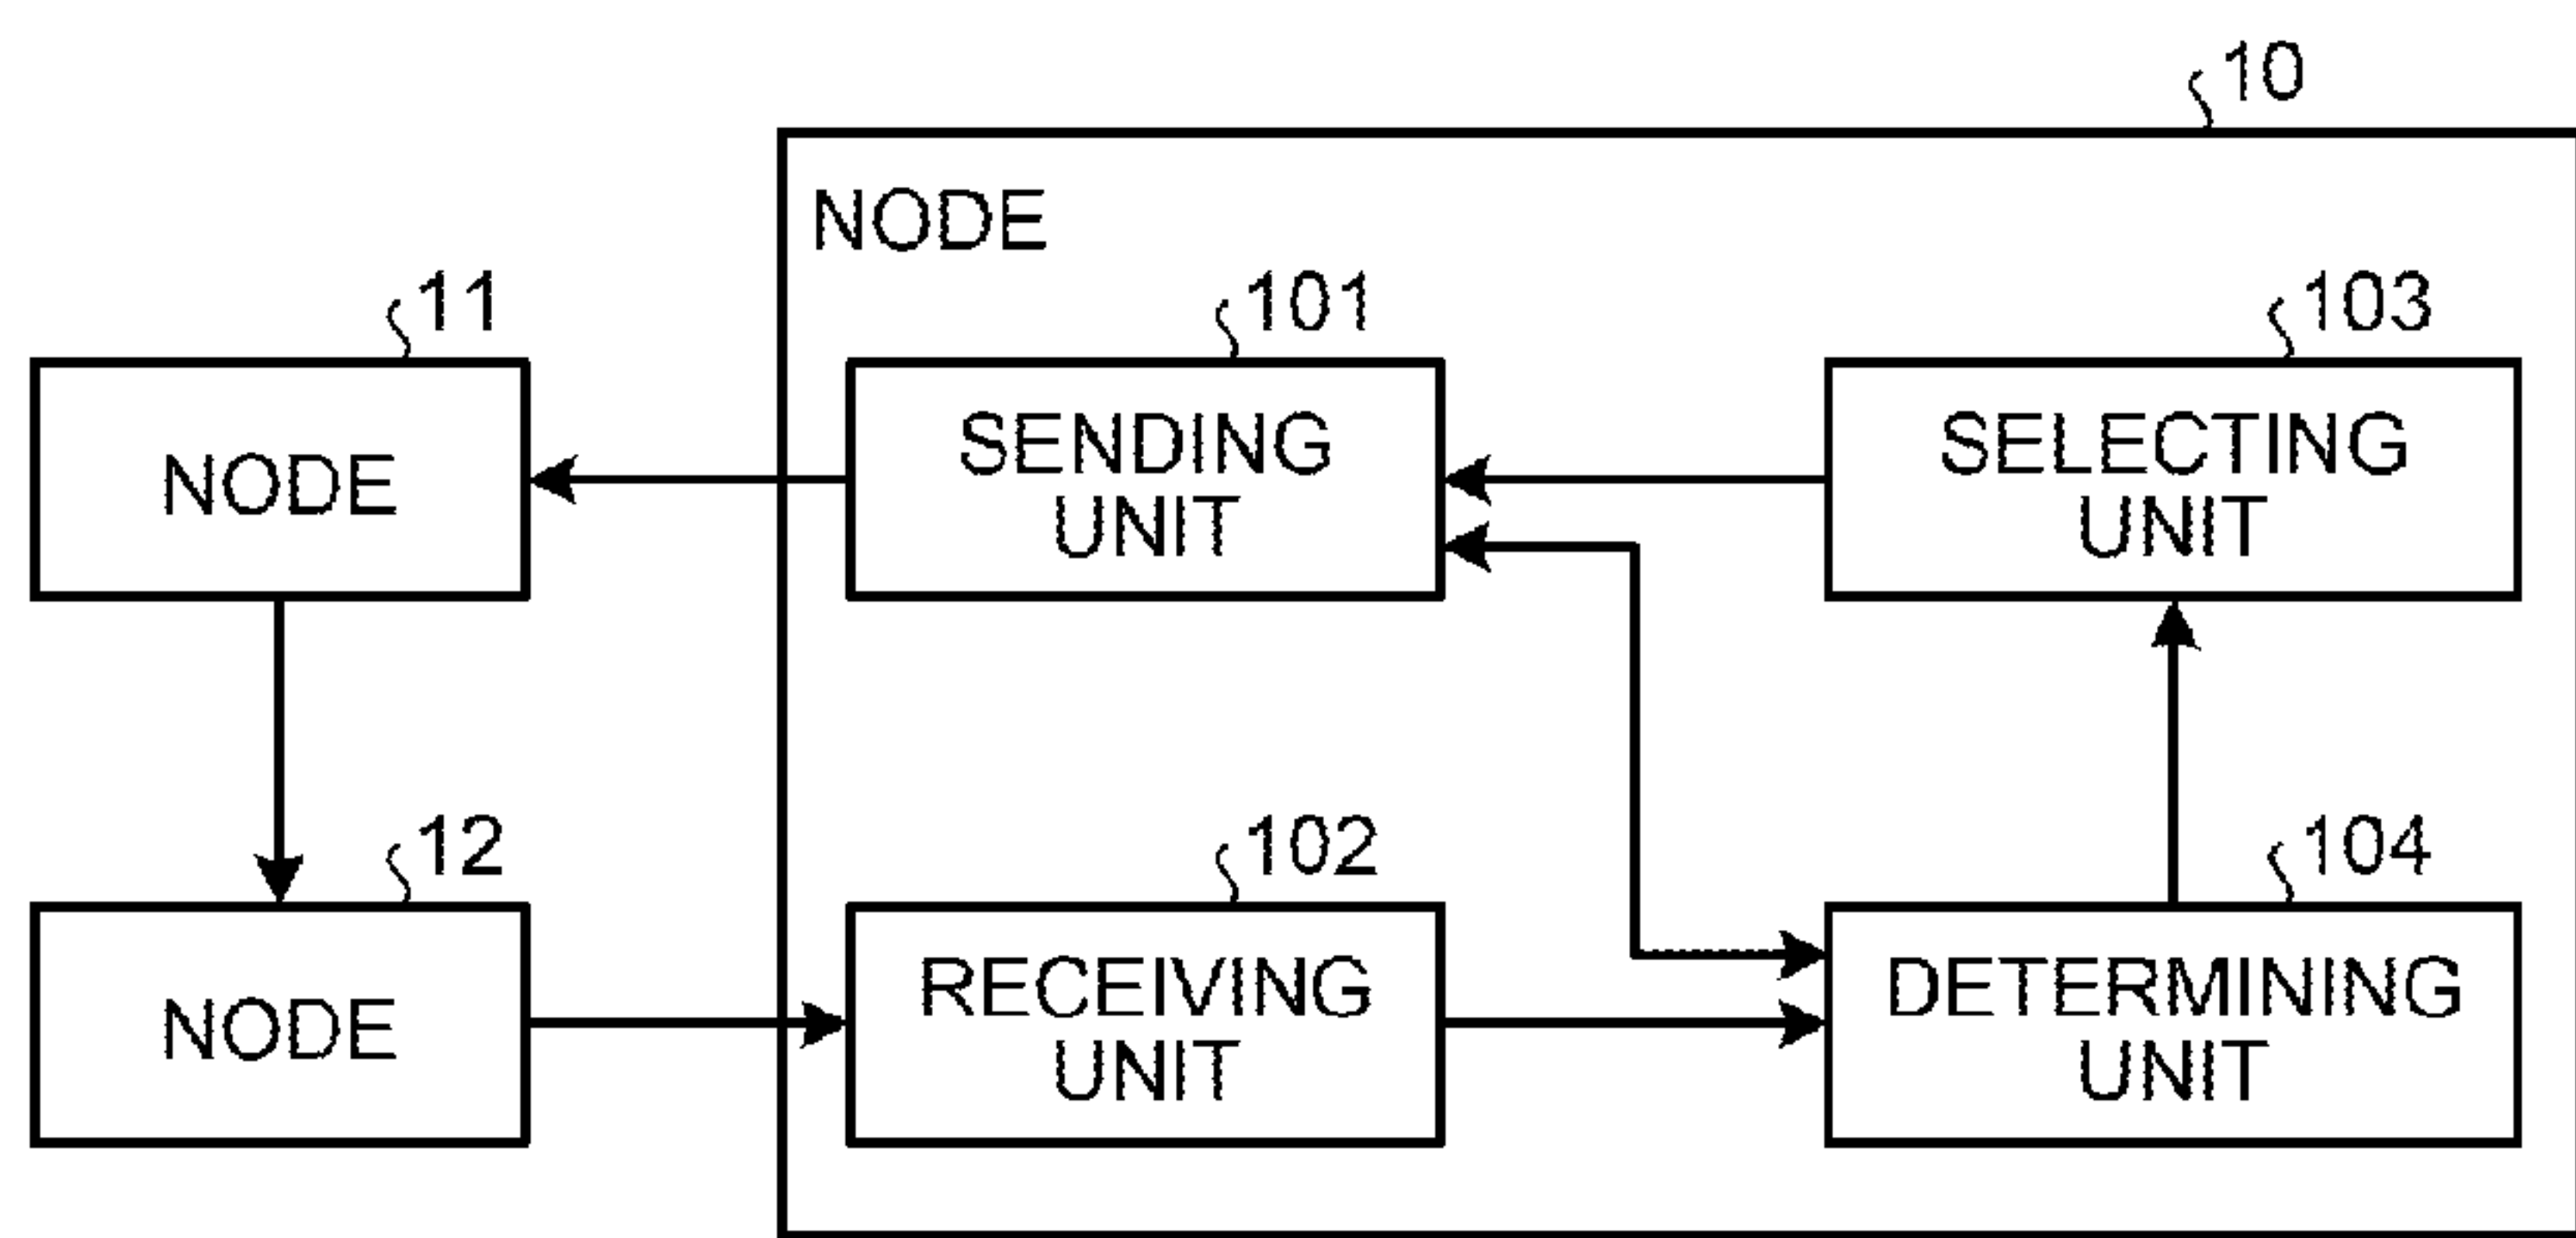 10
NODE
11
101
103
NODE
SENDING
UNIT
SELECTING
UNIT
12
102
104
NODE
RECEIVING
UNIT
DETERMINING
UNIT